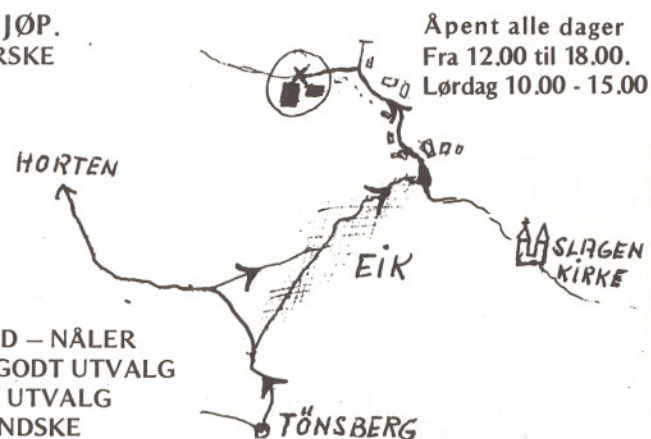 JØP.
RSKE
Åpent alle dager
Fra 12.00 til 18.00.
Lørdag 10.00 - 15.00
HORTEN
EIK
SLAGEN
KIRKE
D – NÅLER
GODT UTVALG
UTVALG
NDSKE
TÖNSBERG